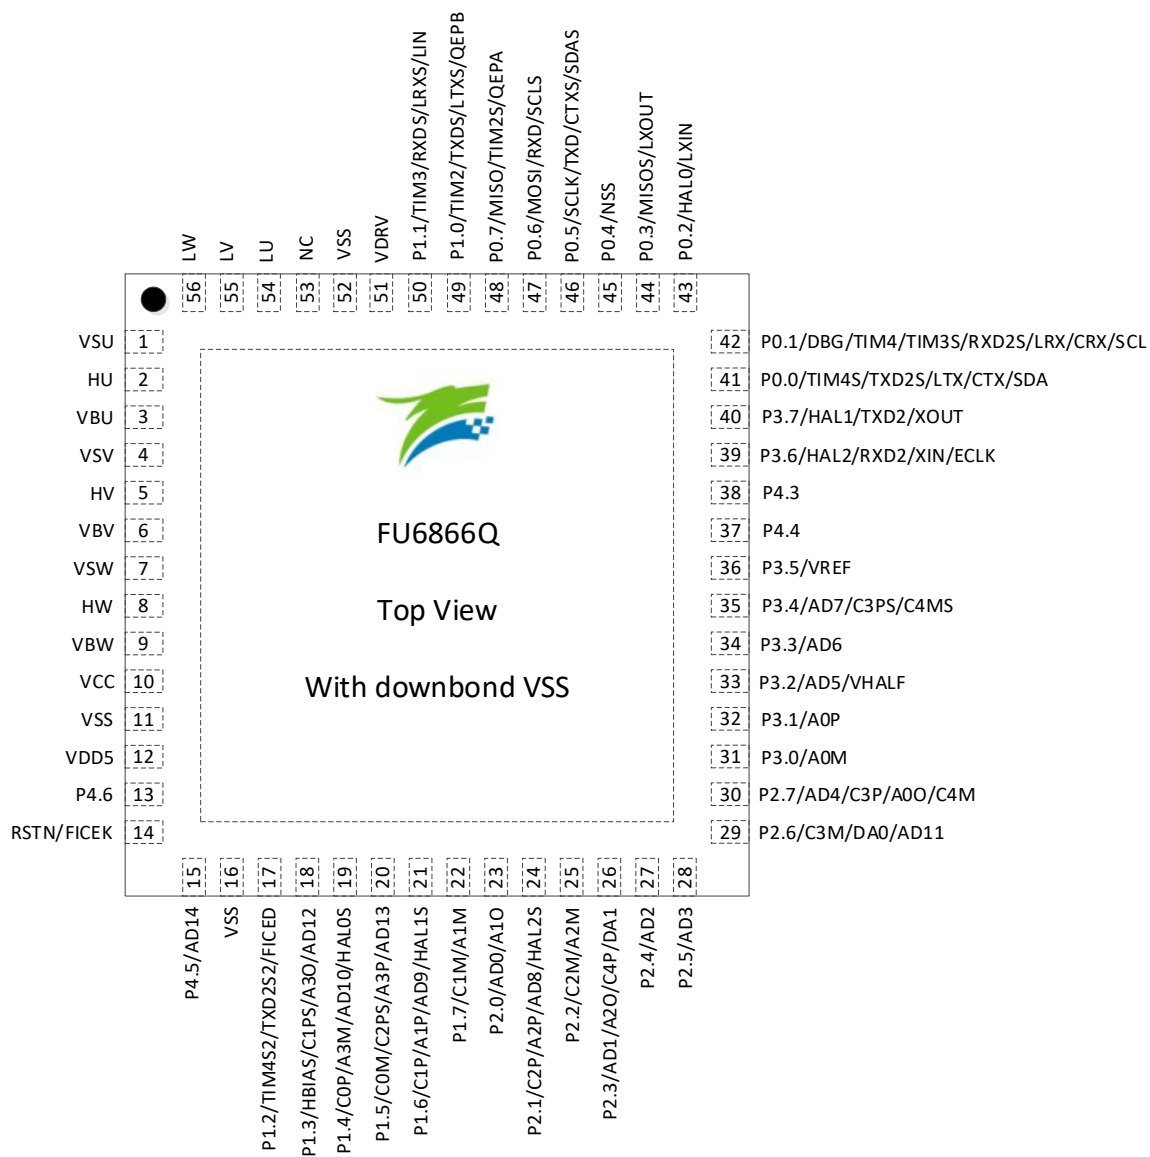 P1.1/TIM3/RXDS/LRXS/LIN
P1.0/TIM2/TXDS/LTXS/QEPB
P0.7/MISO/TIM2S/QEPA
P0.6/MOSI/RXD/SCLS
P0.5/SCLK/TXD/CTXS/SDAS
P0.4/NSS
P0.3/MISOS/LXOUT
P0.2/HAL0/LXIN
LW
LV
LU
NC
VSS
VDRV
56
55
54
53
52
51
50
49
48
47
46
45
44
43
VSU 1
HU 2
VBU 3
VSV 4
HV 5
VBV 6
VSW 7
HW 8
VBW 9
VCC 10
VSS 11
VDD5 12
P4.6 13
RSTN/FICEK 14
FU6866Q
Top View
With downbond VSS
42 P0.1/DBG/TIM4/TIM3S/RXD2S/LRX/CRX/SCL
41 P0.0/TIM4S/TXD2S/LTX/CTX/SDA
40 P3.7/HAL1/TXD2/XOUT
39 P3.6/HAL2/RXD2/XIN/ECLK
38 P4.3
37 P4.4
36 P3.5/VREF
35 P3.4/AD7/C3PS/C4MS
34 P3.3/AD6
33 P3.2/AD5/VHALF
32 P3.1/A0P
31 P3.0/A0M
30 P2.7/AD4/C3P/A0O/C4M
29 P2.6/C3M/DA0/AD11
15
16
17
18
19
20
21
22
23
24
25
26
27
28
P4.5/AD14
VSS
P1.2/TIM4S2/TXD2S2/FICED
P1.3/HBIAS/C1PS/A3O/AD12
P1.4/C0P/A3M/AD10/HAL0S
P1.5/C0M/C2PS/A3P/AD13
P1.6/C1P/A1P/AD9/HAL1S
P1.7/C1M/A1M
P2.0/AD0/A1O
P2.1/C2P/A2P/AD8/HAL2S
P2.2/C2M/A2M
P2.3/AD1/A2O/C4P/DA1
P2.4/AD2
P2.5/AD3